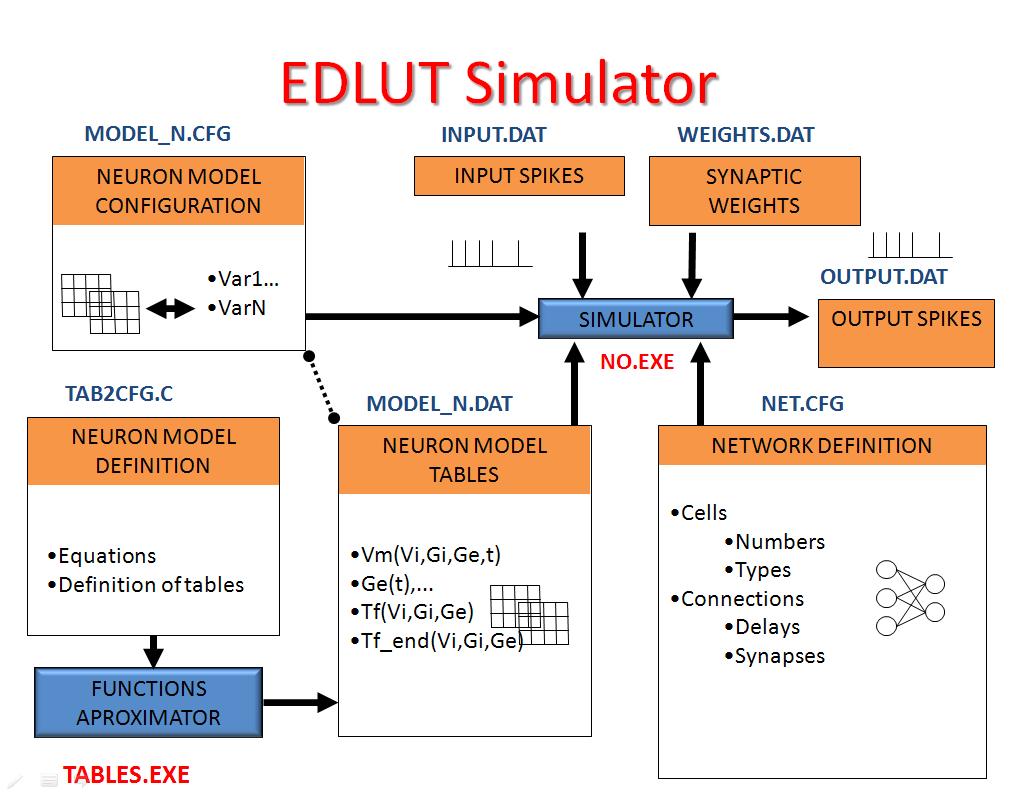 EDLUT Simulator
MODEL_N.CFG
NEURON MODEL
CONFIGURATION
•Var1...
•VarN
INPUT.DAT
INPUT SPIKES
WEIGHTS.DAT
SYNAPTIC
WEIGHTS
SIMULATOR
NO.EXE
OUTPUT.DAT
OUTPUT SPIKES
TAB2CFG.C
NEURON MODEL
DEFINITION
•Equations
•Definition of tables
FUNCTIONS
APROXIMATOR
TABLES.EXE
MODEL_N.DAT
NEURON MODEL
TABLES
•Vm(Vi,Gi,Ge,t)
•Ge(t),...
•Tf(Vi,Gi,Ge)
•Tf_end(Vi,Gi,Ge)
NET.CFG
NETWORK DEFINITION
•Cells
•Numbers
•Types
•Connections
•Delays
•Synapses